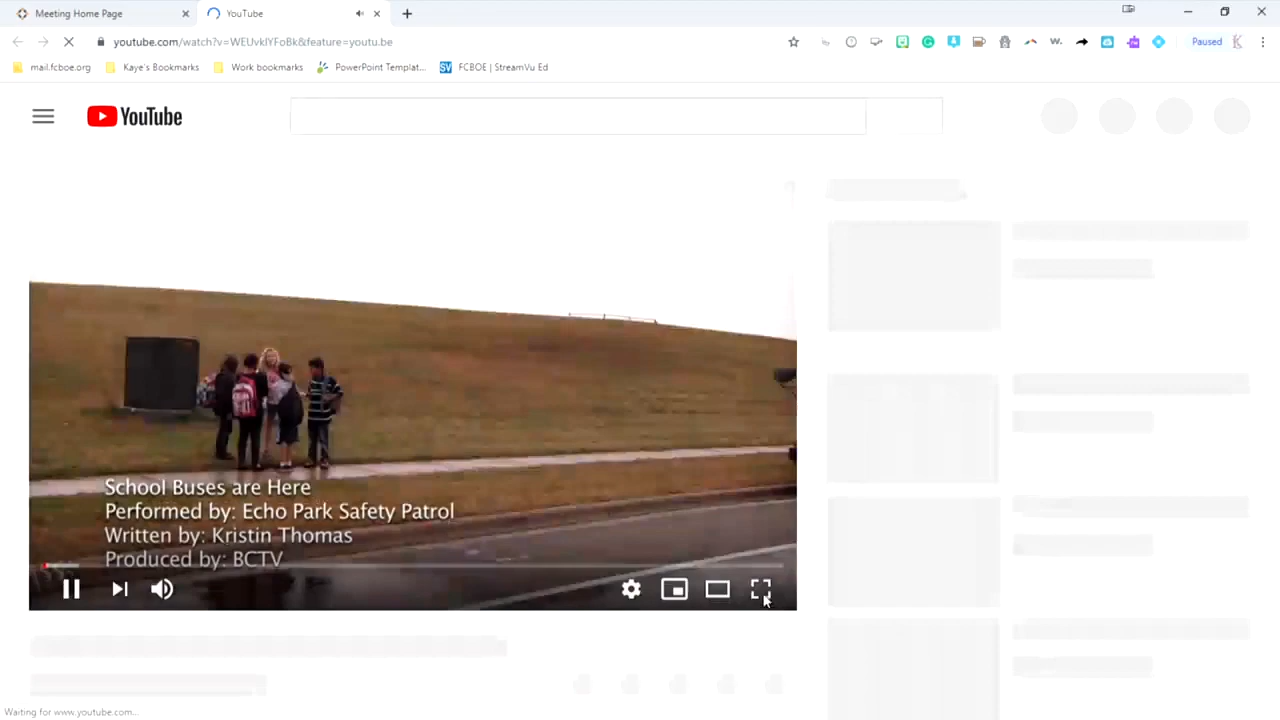 Meeting Home Page
YouTube
youtube.com/watch?v=WEUvklYFoBk&feature=youtu.be
Paused
mail.fcboe.org
Kaye's Bookmarks
Work bookmarks
PowerPoint Templat...
SV
FCBOE | StreamVu Ed
YouTube
School Buses are Here
Performed by: Echo Park Safety Patrol
Written by: Kristin Thomas
Produced by: BCTV
Waiting for www.youtube.com...